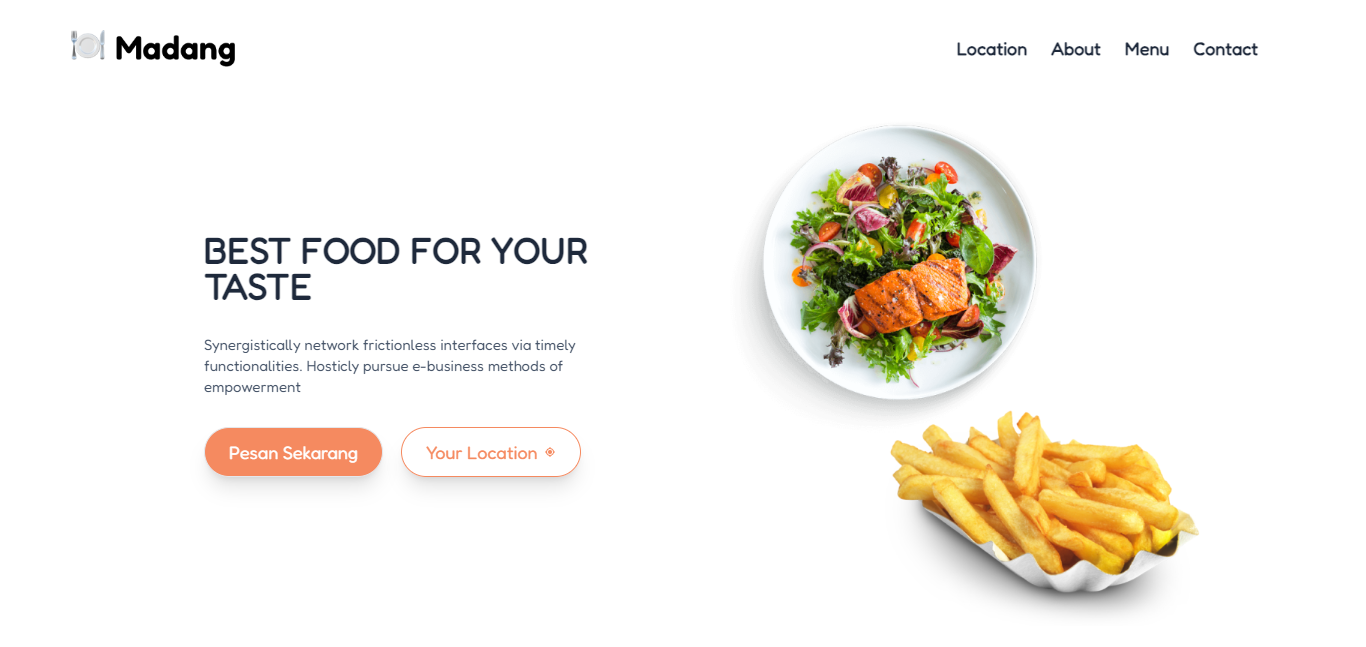 Madang
Location
About
Menu
Contact
BEST FOOD FOR YOUR
TASTE
Synergistically network frictionless interfaces via timely
functionalities. Hosticly pursue e-business methods of
empowerment
Pesan Sekarang
Your Location